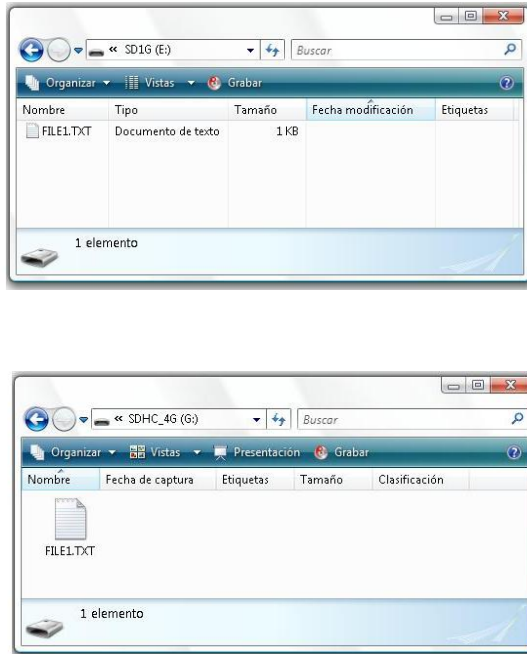 « SD1G (E:) Buscar
Organizar Vistas Grabar
Nombre Tipo Tamaño Fecha modificación Etiquetas
FILE1.TXT Documento de texto 1 KB
1 elemento
« SDHC_4G (G:) Buscar
Organizar Vistas Presentación Grabar
Nombre Fecha de captura Etiquetas Tamaño Clasificación
FILE1.TXT
1 elemento